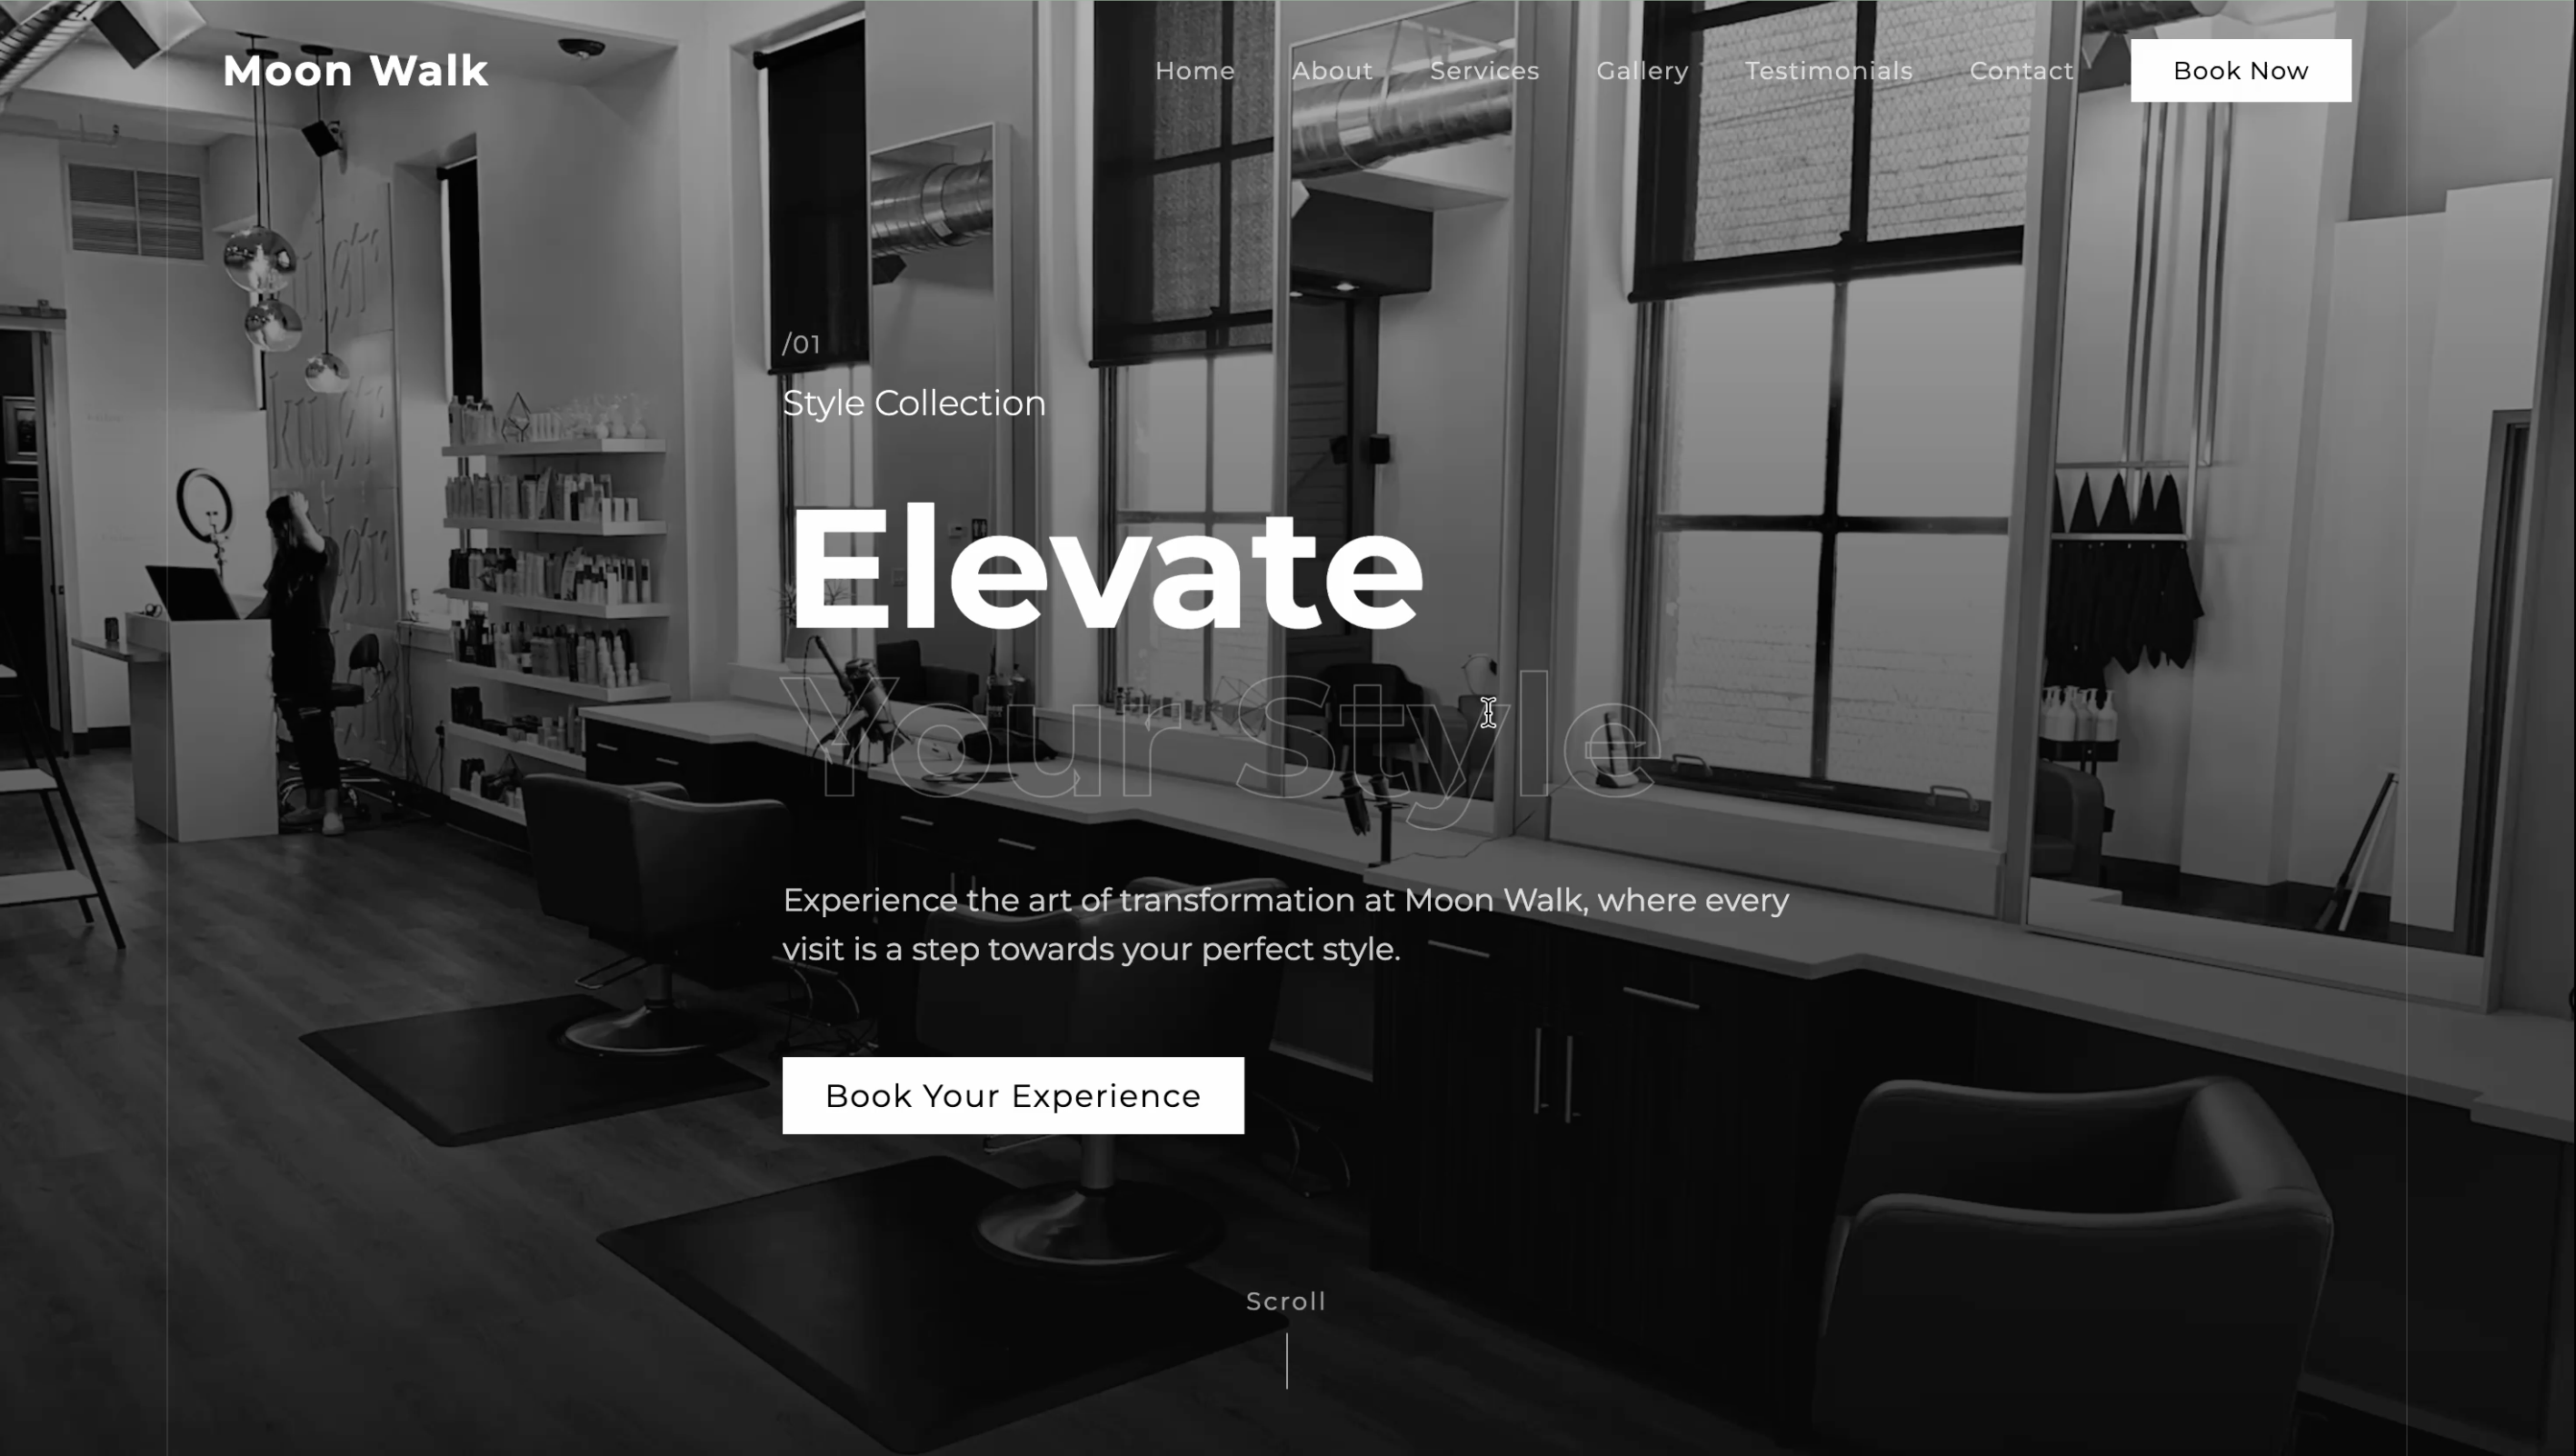 Moon Walk
Home About Services Gallery Testimonials Contact Book Now
/01
Style Collection
Elevate
Your Style
Experience the art of transformation at Moon Walk, where every
visit is a step towards your perfect style.
Book Your Experience
Scroll